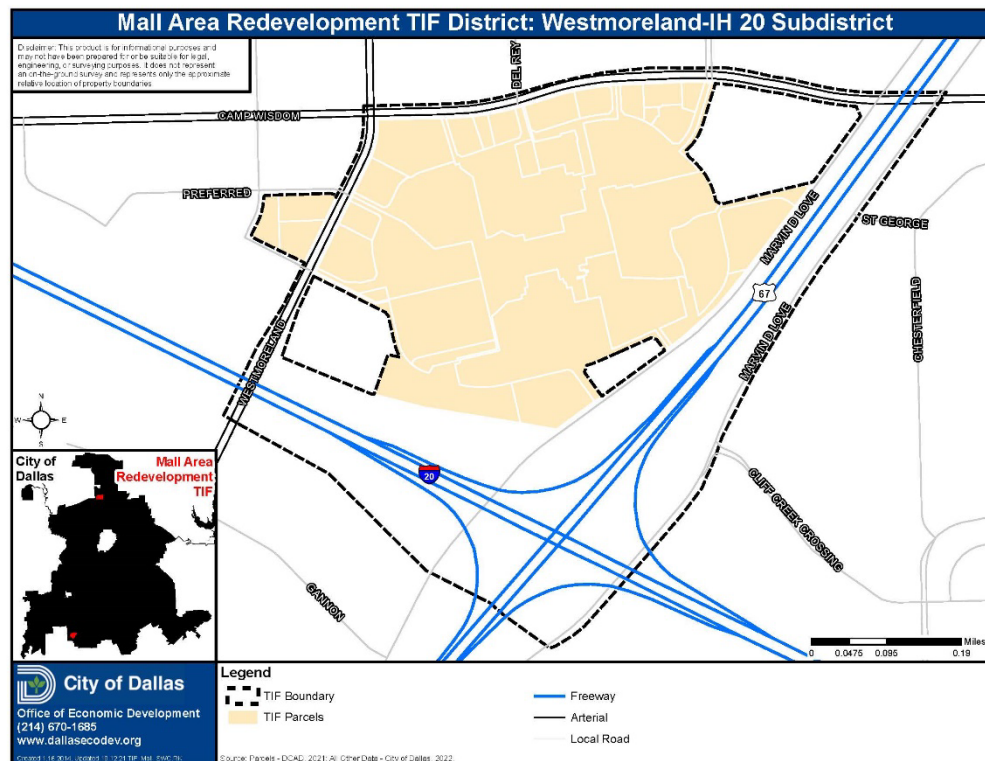 Mall Area Redevelopment TIF District: Westmoreland-IH 20 Subdistrict
Disclaimer: This product is for informational purposes and
may not have been prepared for or be suitable for legal,
engineering, or surveying purposes. It does not represent
an on-the-ground survey and represents only the approximate
relative location of property boundaries
CAMP WISDOM
DEL REY
PREFERRED
MARVIN D LOVE
ST GEORGE
67
WESTMORELAND
MARVIN D LOVE
CHESTERFIELD
N
W E
S
20
CLIFF CREEK CROSSING
GANNON
City of
Dallas
Mall Area
Redevelopment
TIF
Miles
0 0.0475 0.095 0.19
City of Dallas
Office of Economic Development
(214) 670-1685
www.dallasecodev.org
Legend
TIF Boundary
TIF Parcels
Freeway
Arterial
Local Road
Source: Parcels - DCAD, 2021; All Other Data - City of Dallas, 2022.